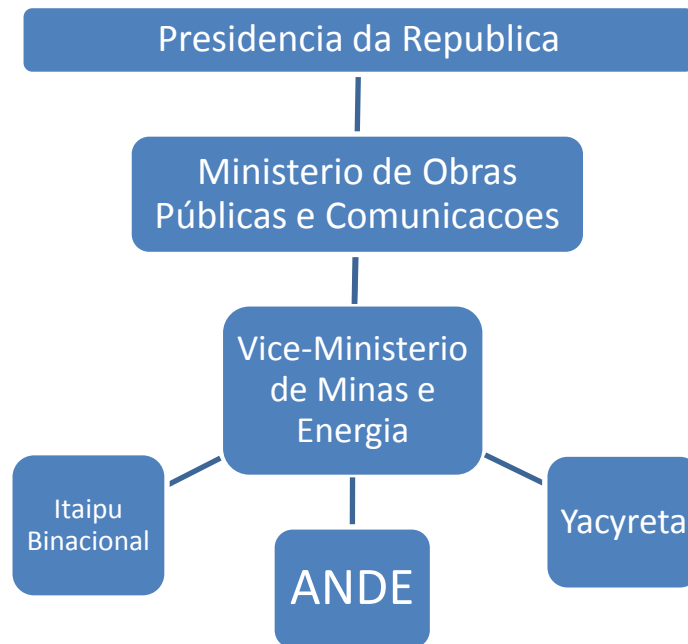 Presidencia da Republica
Ministerio de Obras
Públicas e Comunicacoes
Vice-Ministerio
de Minas e
Energia
Itaipu
Binacional
ANDE
Yacyreta